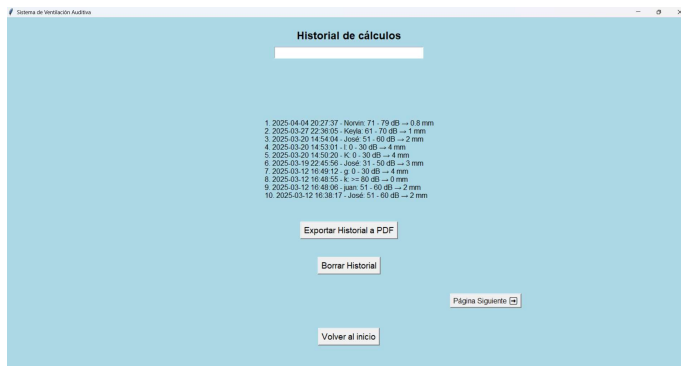 Sistema de Ventilación Auditiva
Historial de cálculos
1. 2025-04-04 20:27:37 - Norvin: 71 - 79 dB → 0.8 mm
2. 2025-03-27 22:36:05 - Keyla: 61 - 70 dB → 1 mm
3. 2025-03-20 14:54:04 - José: 51 - 60 dB → 2 mm
4. 2025-03-20 14:53:01 - l: 0 - 30 dB → 4 mm
5. 2025-03-20 14:50:20 - K: 0 - 30 dB → 4 mm
6. 2025-03-19 22:45:56 - José: 31 - 50 dB → 3 mm
7. 2025-03-12 16:49:12 - g: 0 - 30 dB → 4 mm
8. 2025-03-12 16:48:55 - k: >= 80 dB → 0 mm
9. 2025-03-12 16:48:06 - juan: 51 - 60 dB → 2 mm
10. 2025-03-12 16:38:17 - José: 51 - 60 dB → 2 mm
Exportar Historial a PDF
Borrar Historial
Página Siguiente ➡
Volver al inicio